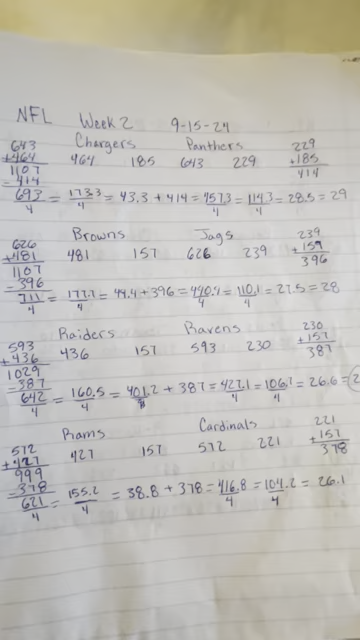 NFL Week 2 9-15-24
643 Chargers Panthers 229
+464 464 185 643 229 +185
1107 414
-414
693/4 = 173.3/4 = 43.3 + 414 = 457.3/4 = 114.3/4 = 28.5 = 29
626 Browns Jags 239
+481 481 157 626 239 +157
1107 396
-396
711/4 = 177.7/4 = 44.4 + 396 = 440.4/4 = 110.1/4 = 27.5 = 28
593 Raiders Ravens 230
+436 436 157 593 230 +157
1029 387
-387
642/4 = 160.5/4 = 401.2 + 387 = 427.1/4 = 106.7/4 = 26.6 =
572 Rams Cardinals 221
+427 427 157 572 221 +157
999 378
-378
621/4 = 155.2/4 = 38.8 + 378 = 416.8/4 = 104.2/4 = 26.1